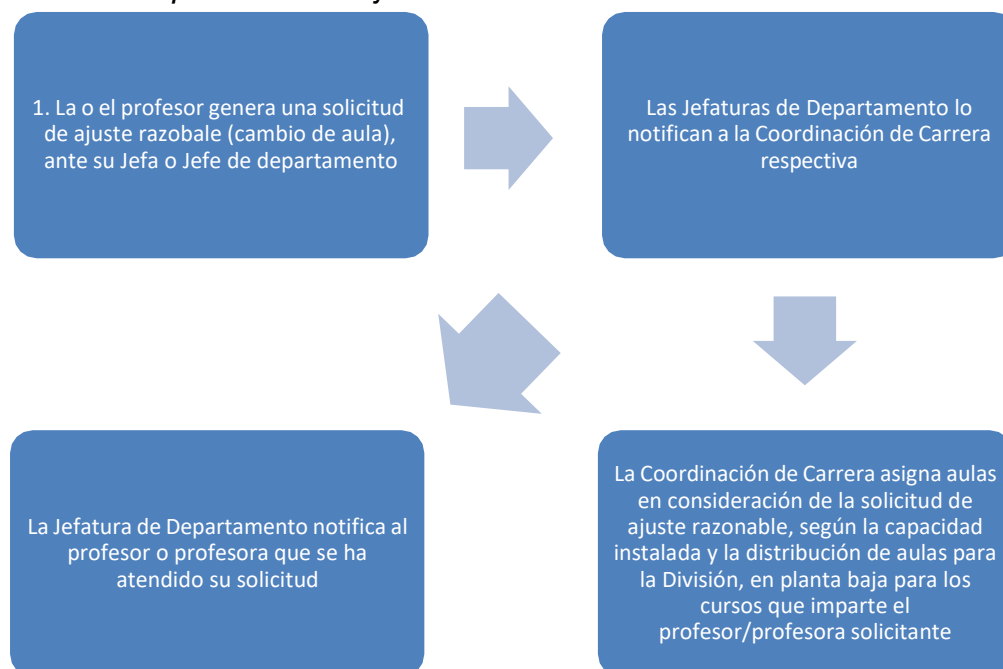 1. La o el profesor genera una solicitud
de ajuste razobale (cambio de aula),
ante su Jefa o Jefe de departamento
Las Jefaturas de Departamento lo
notifican a la Coordinación de Carrera
respectiva
La Coordinación de Carrera asigna aulas
en consideración de la solicitud de
ajuste razonable, según la capacidad
instalada y la distribución de aulas para
la División, en planta baja para los
cursos que imparte el
profesor/profesora solicitante
La Jefatura de Departamento notifica al
profesor o profesora que se ha
atendido su solicitud